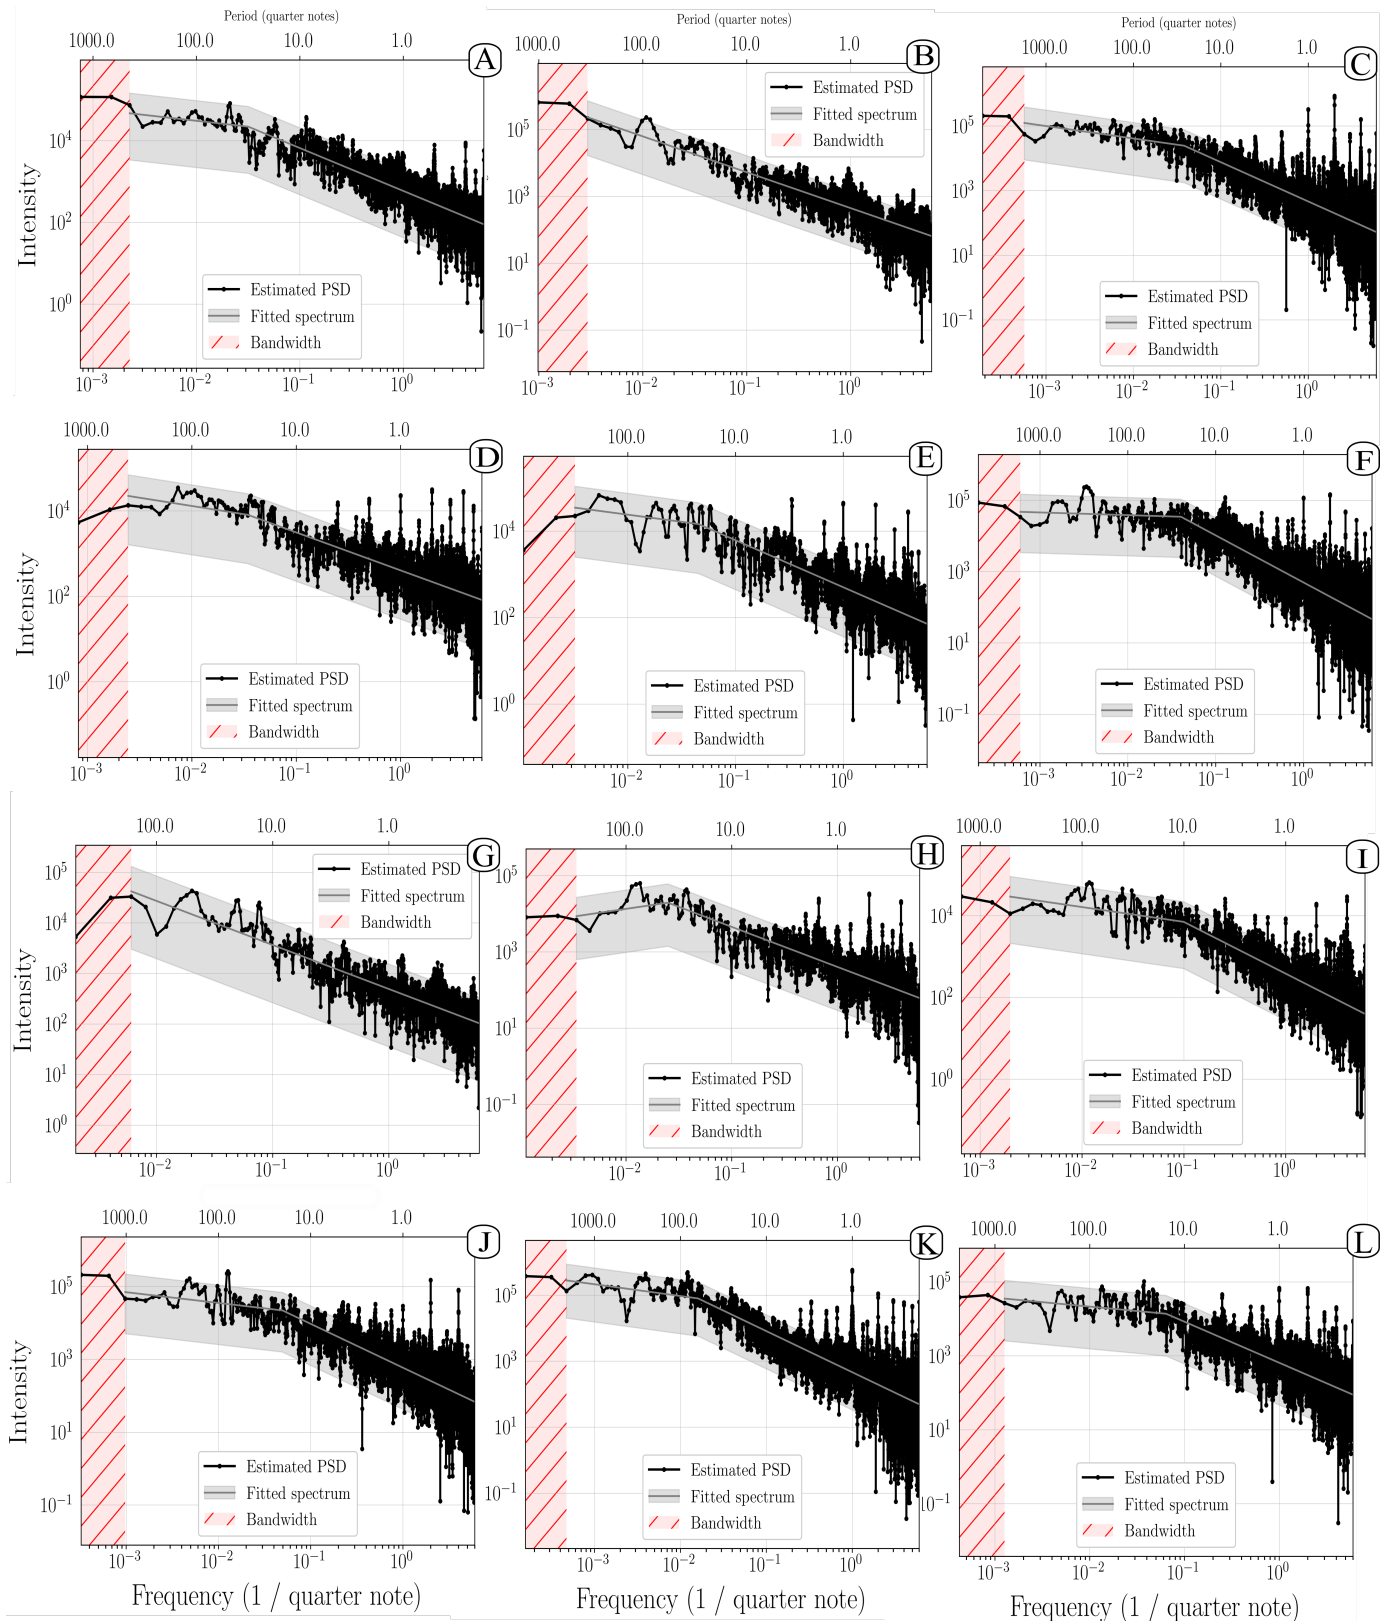 Period (quarter notes) Period (quarter notes) Period (quarter notes)
1000.0 100.0 10.0 1.0 A
1000.0 100.0 10.0 1.0 B
1000.0 100.0 10.0 1.0 C
Intensity
10^4
10^2
10^0
Estimated PSD
Fitted spectrum
Bandwidth
10^-3 10^-2 10^-1 10^0
10^5
10^3
10^1
10^-1
Estimated PSD
Fitted spectrum
Bandwidth
10^-3 10^-2 10^-1 10^0
10^5
10^3
10^1
10^-1
Estimated PSD
Fitted spectrum
Bandwidth
10^-3 10^-2 10^-1 10^0
1000.0 100.0 10.0 1.0 D
100.0 10.0 1.0 E
1000.0 100.0 10.0 1.0 F
Intensity
10^4
10^2
10^0
Estimated PSD
Fitted spectrum
Bandwidth
10^-3 10^-2 10^-1 10^0
10^4
10^2
10^0
Estimated PSD
Fitted spectrum
Bandwidth
10^-2 10^-1 10^0
10^5
10^3
10^1
10^-1
Estimated PSD
Fitted spectrum
Bandwidth
10^-3 10^-2 10^-1 10^0
100.0 10.0 1.0 G
100.0 10.0 1.0 H
1000.0 100.0 10.0 1.0 I
Intensity
10^5
10^4
10^3
10^2
10^1
10^0
Estimated PSD
Fitted spectrum
Bandwidth
10^-2 10^-1 10^0
10^5
10^3
10^1
10^-1
Estimated PSD
Fitted spectrum
Bandwidth
10^-2 10^-1 10^0
10^4
10^2
10^0
Estimated PSD
Fitted spectrum
Bandwidth
10^-3 10^-2 10^-1 10^0
1000.0 100.0 10.0 1.0 J
1000.0 100.0 10.0 1.0 K
1000.0 100.0 10.0 1.0 L
Intensity
10^5
10^3
10^1
10^-1
Estimated PSD
Fitted spectrum
Bandwidth
10^-3 10^-2 10^-1 10^0
Frequency (1 / quarter note)
10^5
10^3
10^1
10^-1
Estimated PSD
Fitted spectrum
Bandwidth
10^-3 10^-2 10^-1 10^0
Frequency (1 / quarter note)
10^5
10^3
10^1
10^-1
Estimated PSD
Fitted spectrum
Bandwidth
10^-3 10^-2 10^-1 10^0
Frequency (1 / quarter note)